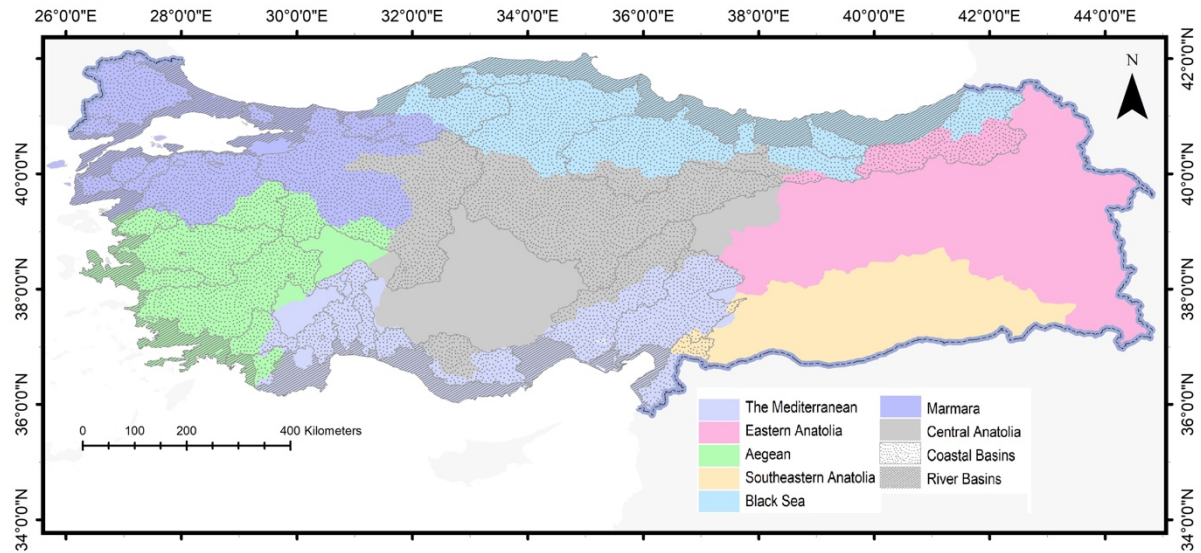 26°0'0"E 28°0'0"E 30°0'0"E 32°0'0"E 34°0'0"E 36°0'0"E 38°0'0"E 40°0'0"E 42°0'0"E 44°0'0"E
42°0'0"N
40°0'0"N
38°0'0"N
36°0'0"N
34°0'0"N
N
42°0'0"N
40°0'0"N
38°0'0"N
36°0'0"N
34°0'0"N
0 100 200 400 Kilometers
The Mediterranean
Eastern Anatolia
Aegean
Southeastern Anatolia
Black Sea
Marmara
Central Anatolia
Coastal Basins
River Basins
26°0'0"E 28°0'0"E 30°0'0"E 32°0'0"E 34°0'0"E 36°0'0"E 38°0'0"E 40°0'0"E 42°0'0"E 44°0'0"E